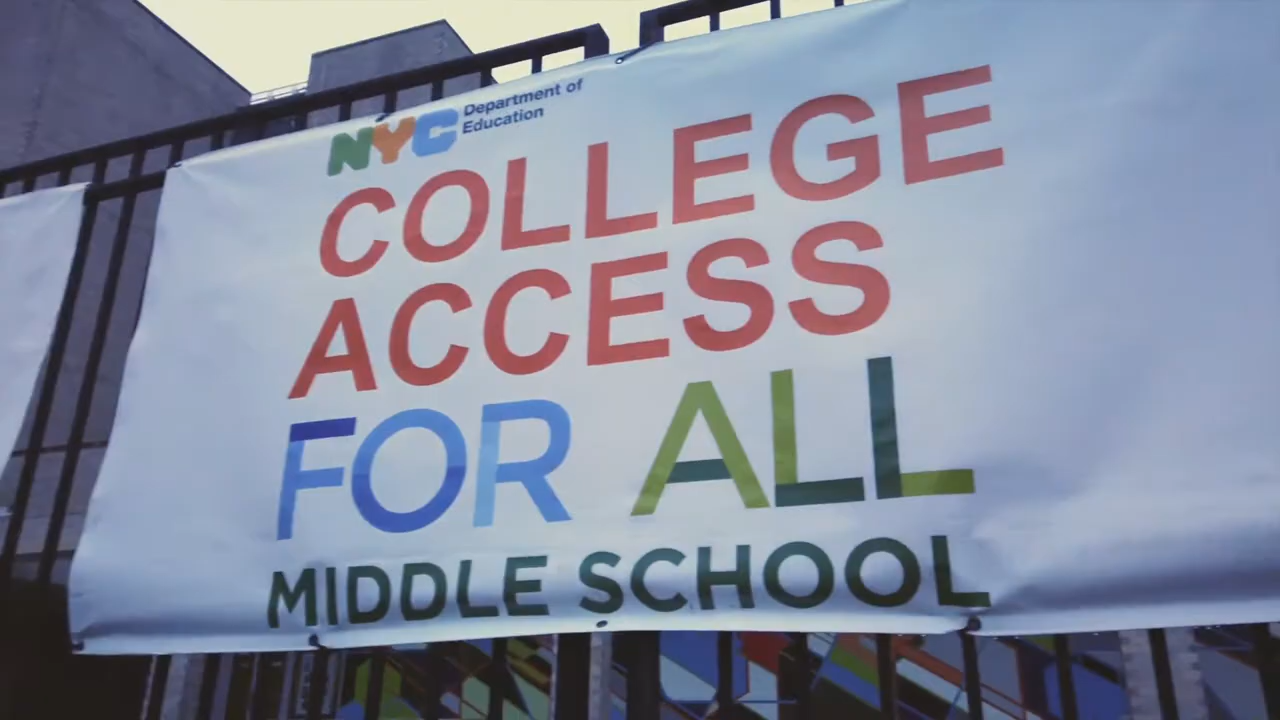 NYC Department of
Education
COLLEGE
ACCESS
FOR ALL
MIDDLE SCHOOL